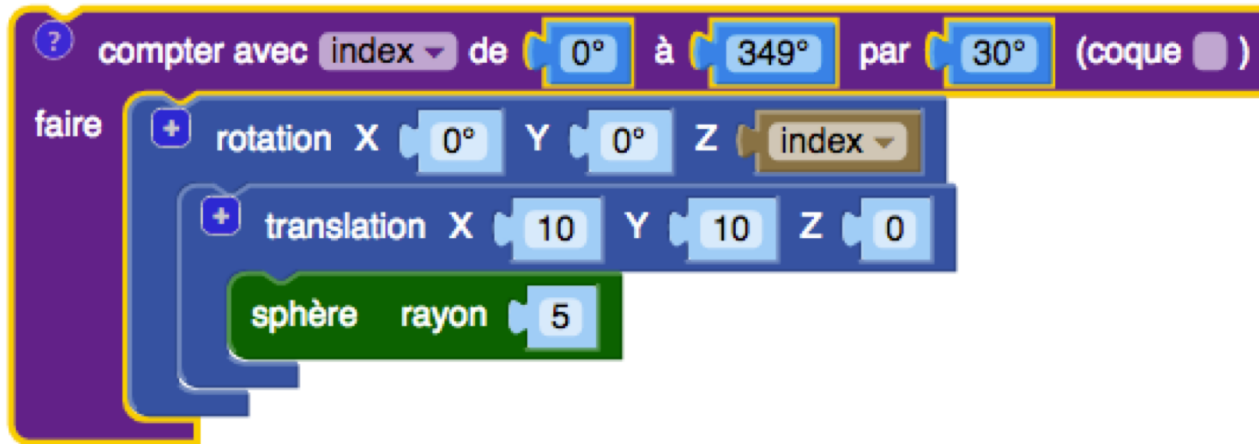 ? compter avec index de 0° à 349° par 30° (coque )
faire + rotation X 0° Y 0° Z index
+ translation X 10 Y 10 Z 0
sphère rayon 5